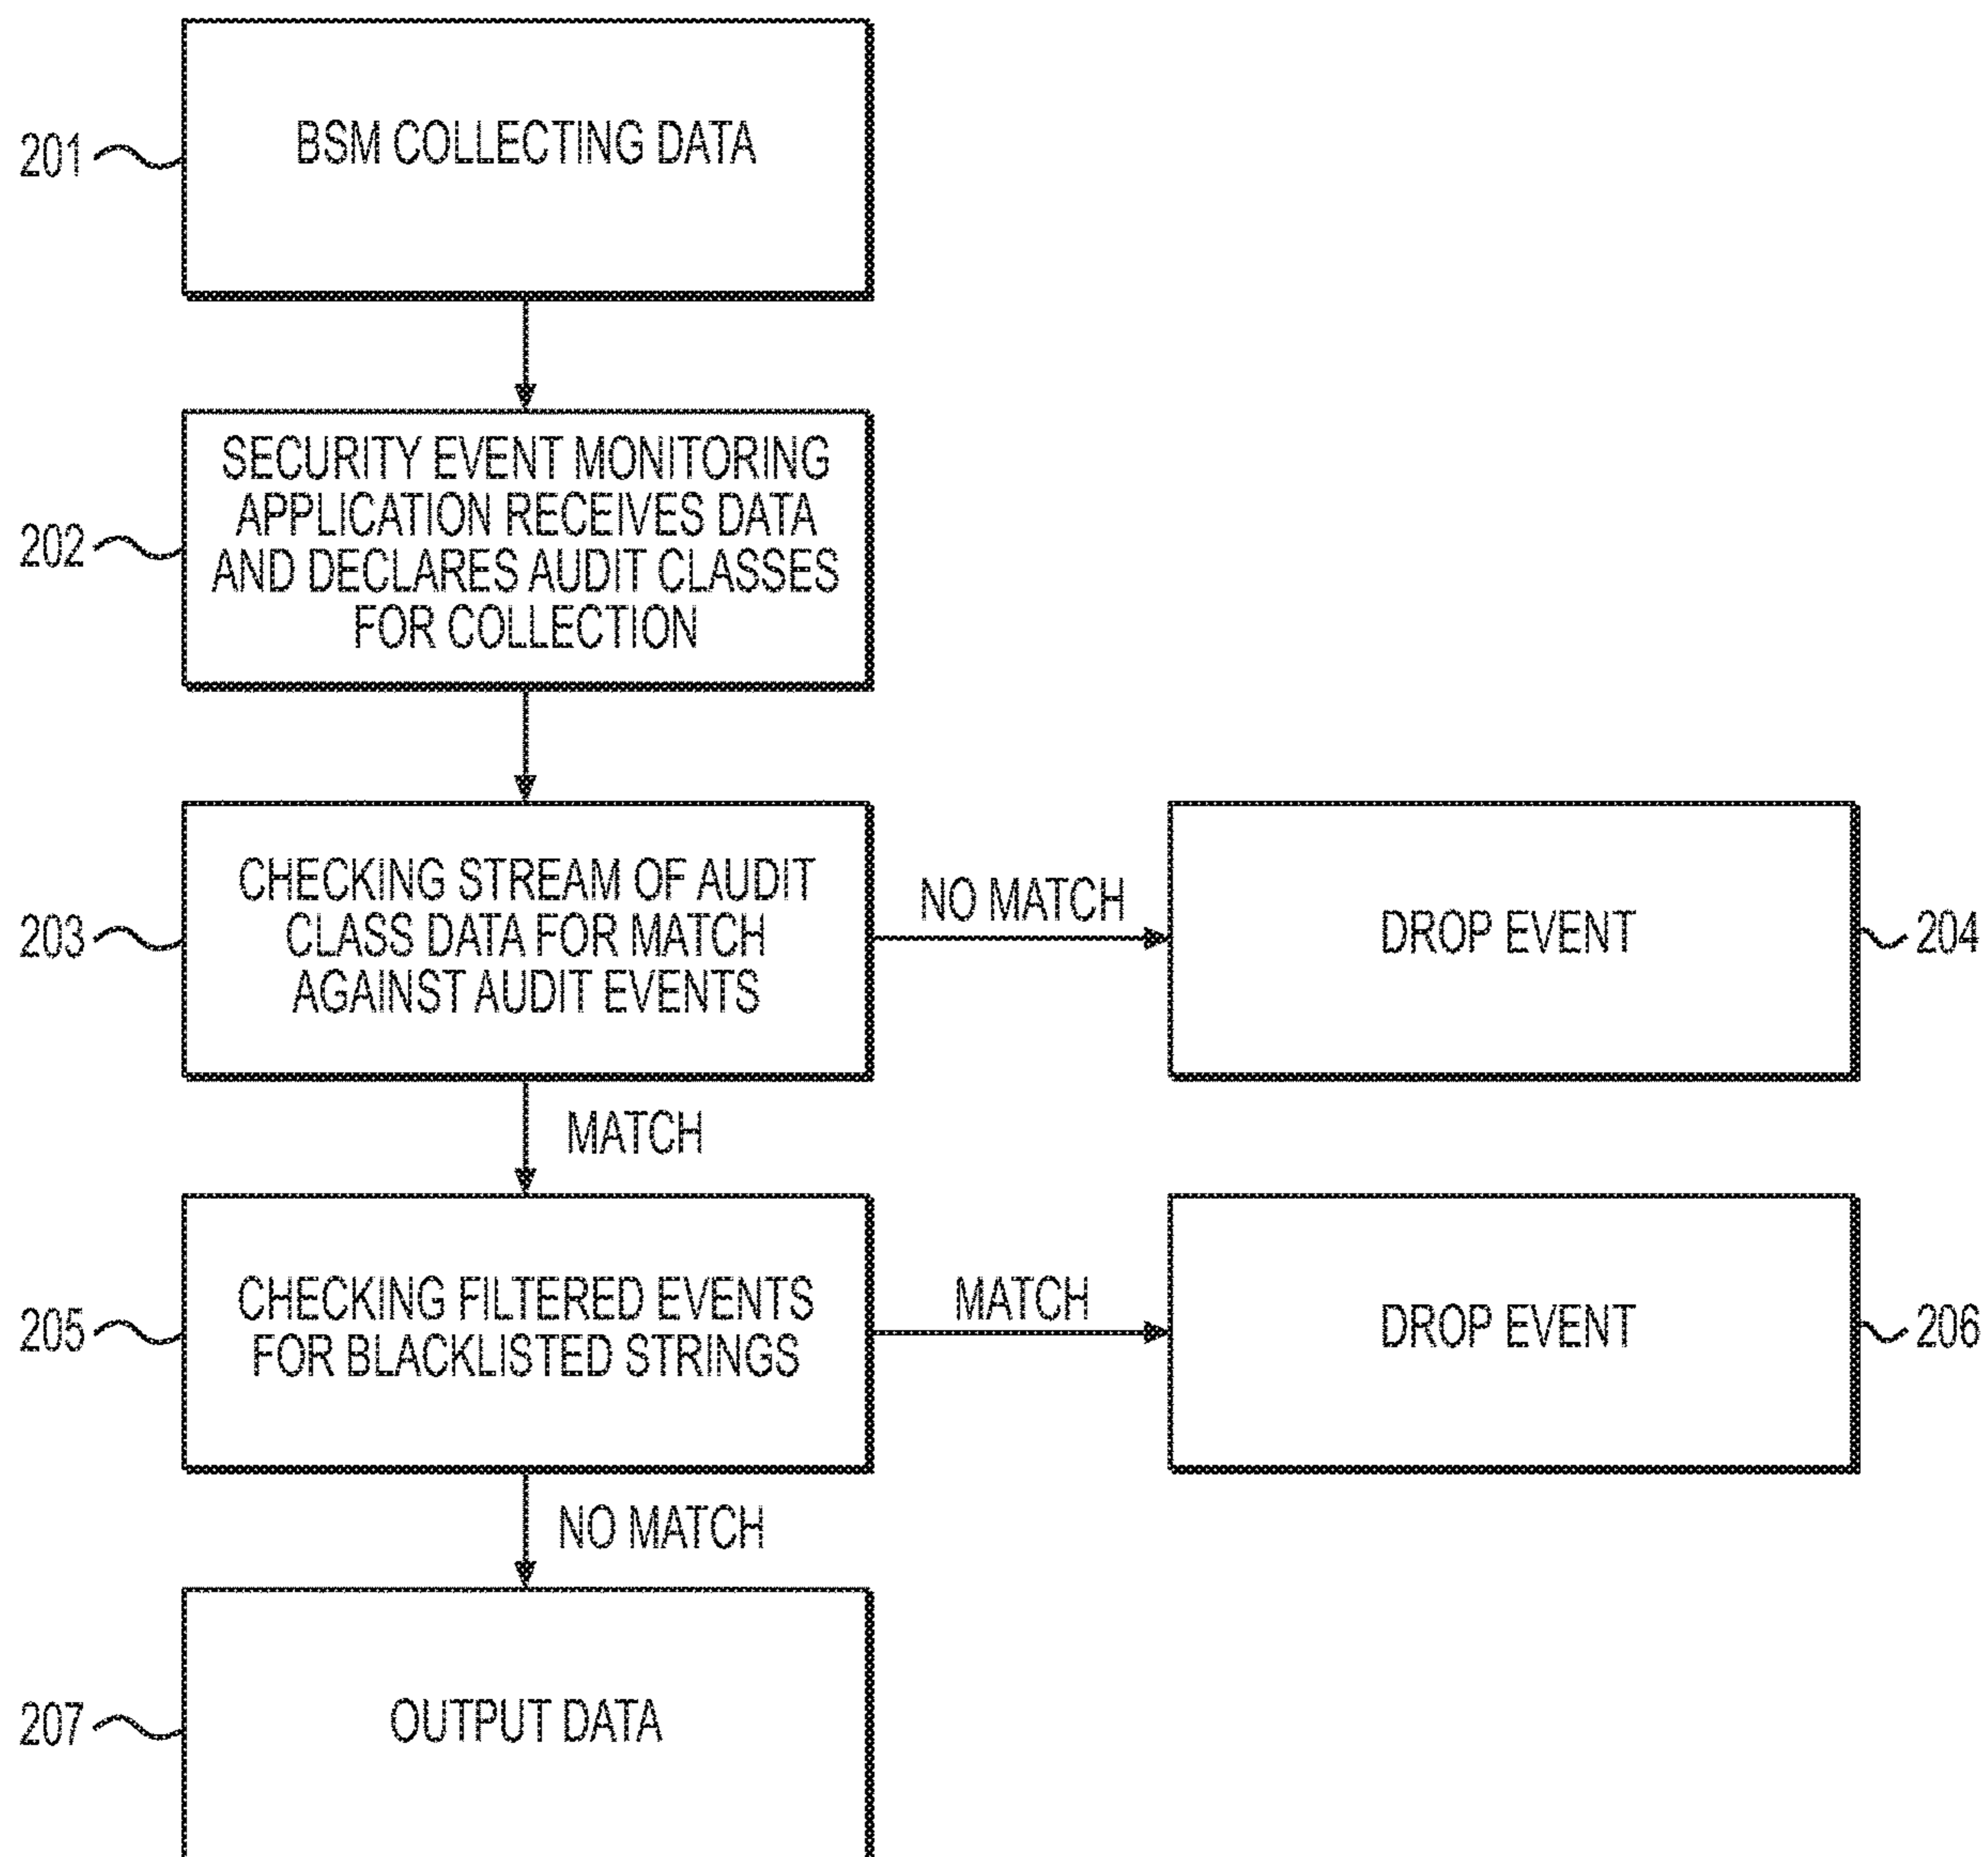 BSM COLLECTING DATA
201
SECURITY EVENT MONITORING
APPLICATION RECEIVES DATA
AND DECLARES AUDIT CLASSES
FOR COLLECTION
202
CHECKING STREAM OF AUDIT
CLASS DATA FOR MATCH
AGAINST AUDIT EVENTS
203
NO MATCH
DROP EVENT
204
MATCH
CHECKING FILTERED EVENTS
FOR BLACKLISTED STRINGS
205
MATCH
DROP EVENT
206
NO MATCH
OUTPUT DATA
207